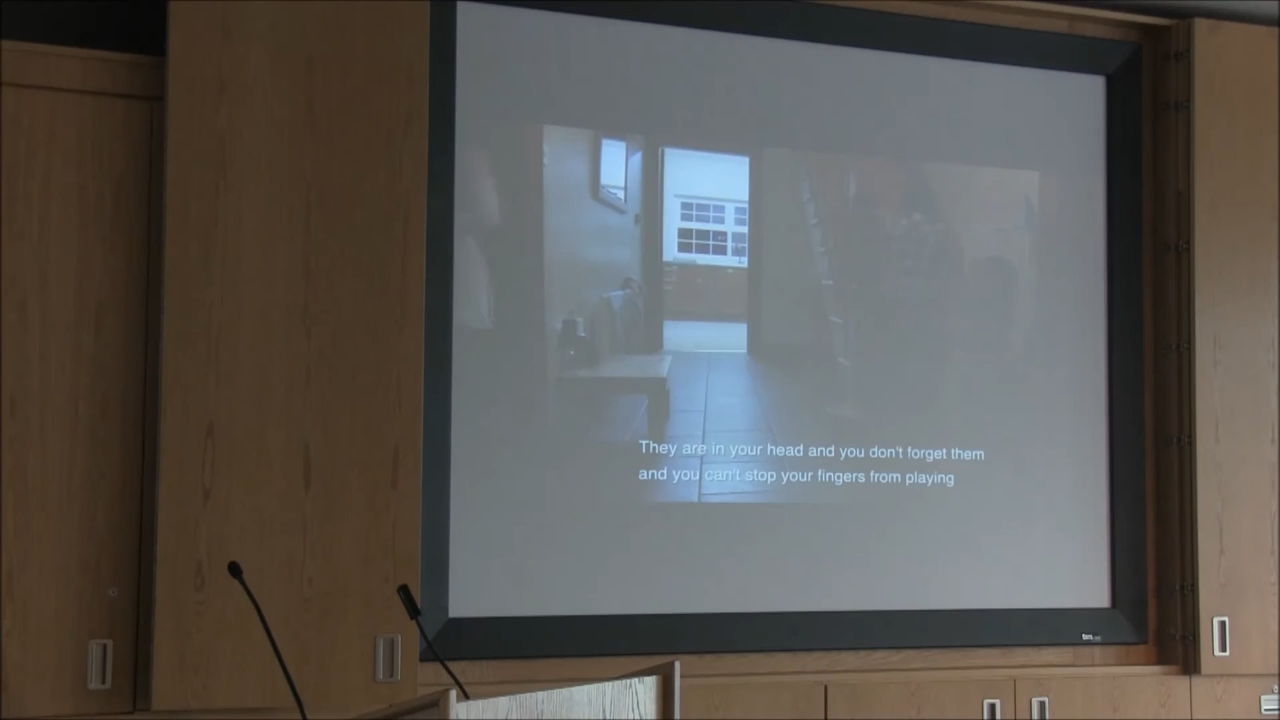 They are in your head and you don't forget them
and you can't stop your fingers from playing